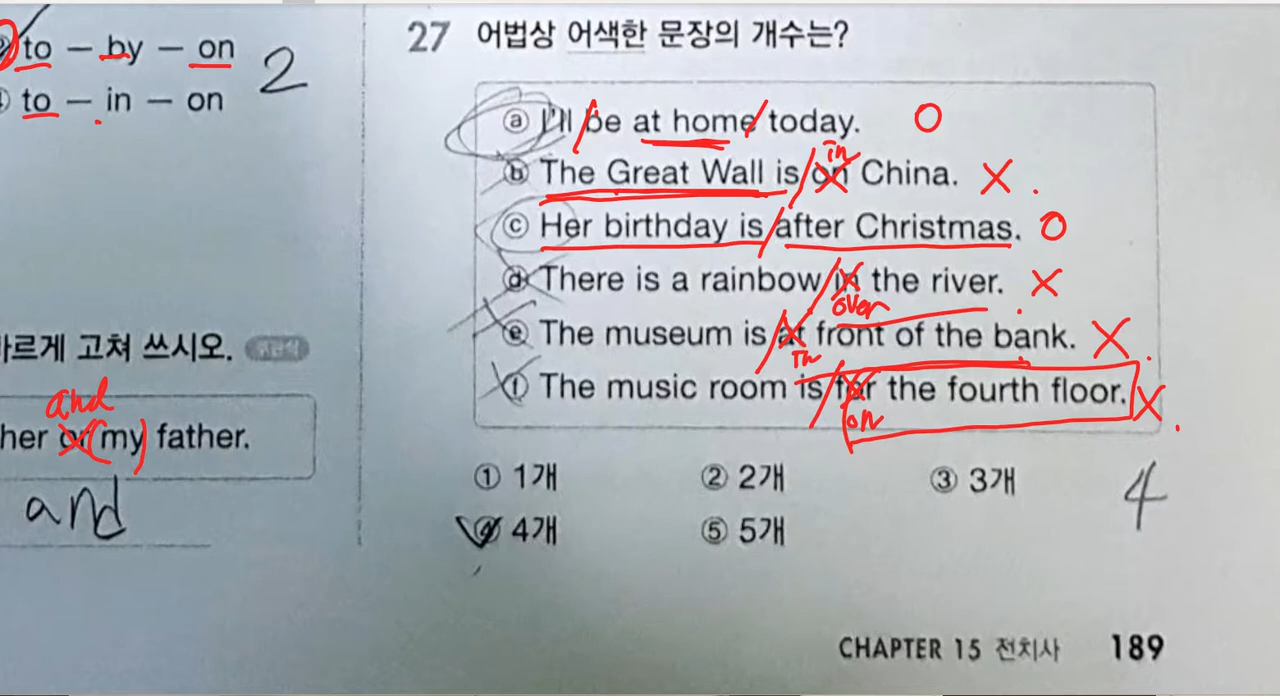 ② to – by – on
2
④ to – in – on
바르게 고쳐 쓰시오.
and
her or my father.
and
27 어법상 어색한 문장의 개수는?
ⓐ I'll be at home today. O
in
ⓑ The Great Wall is on China. X
ⓒ Her birthday is after Christmas. O
ⓓ There is a rainbow in the river. X
over
ⓔ The museum is at front of the bank. X
In
ⓕ The music room is for the fourth floor. X
on
① 1개 ② 2개 ③ 3개
④ 4개 ⑤ 5개
4
CHAPTER 15 전치사 189